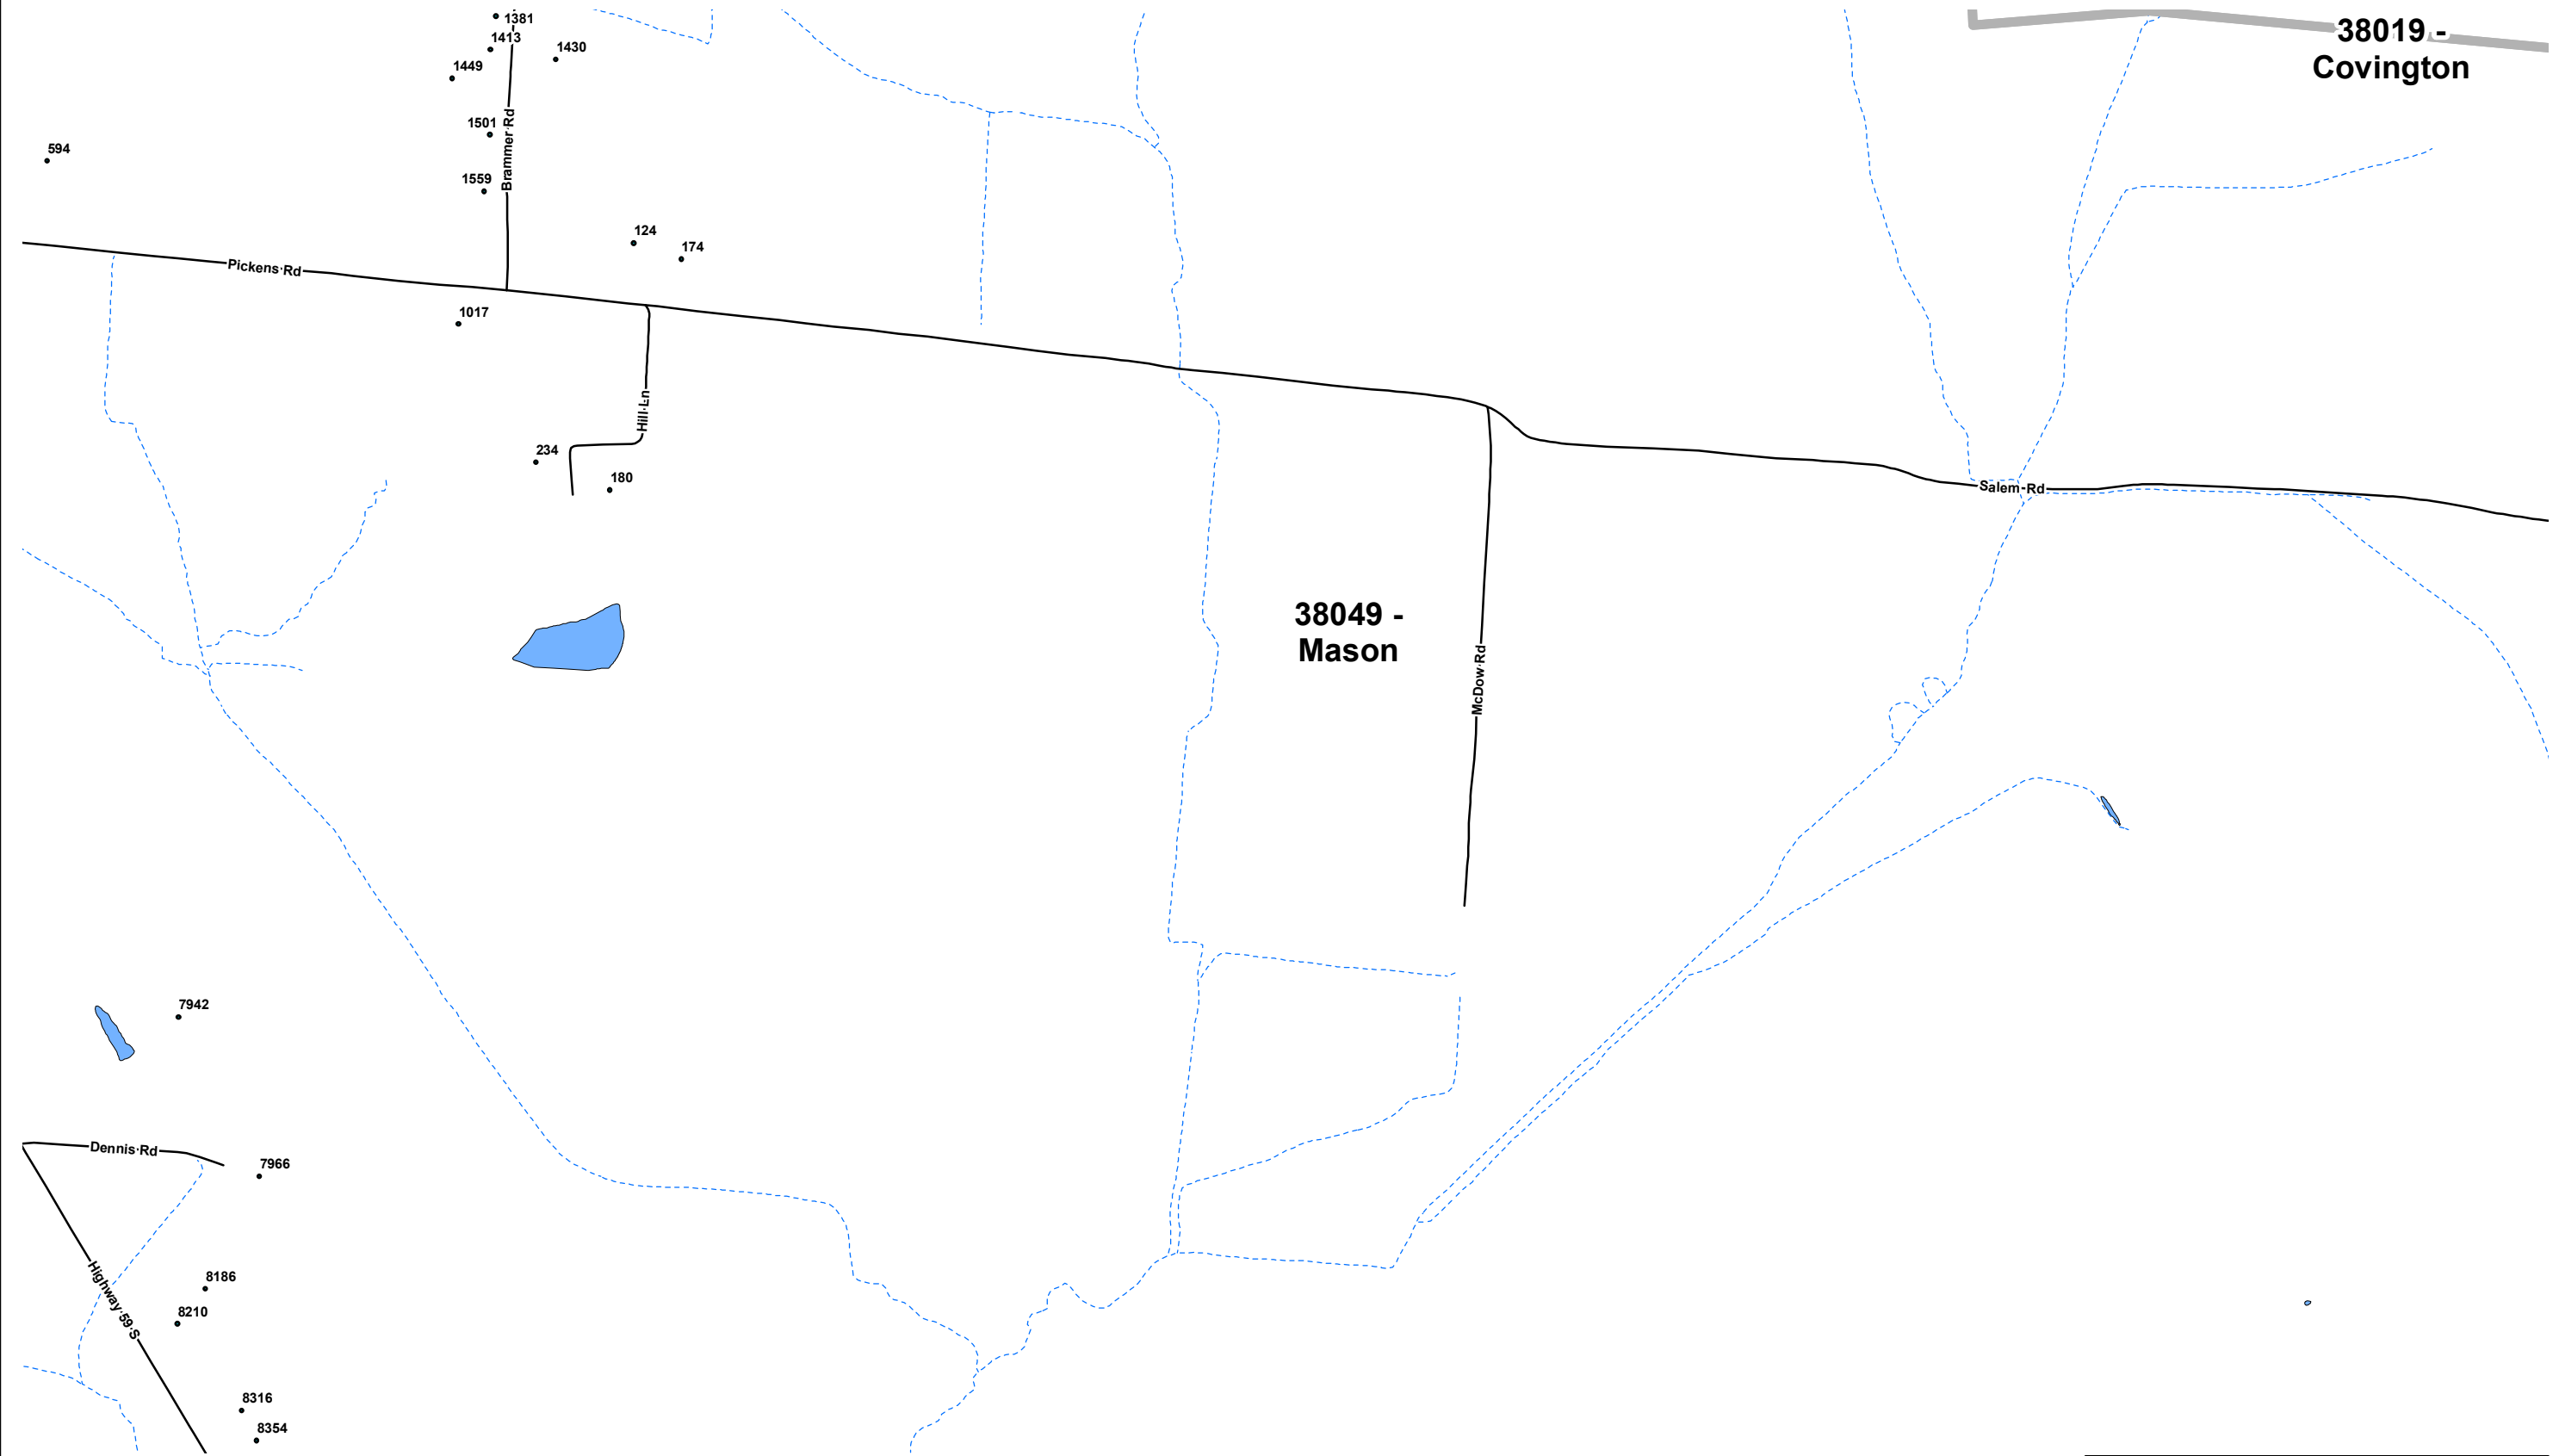 1381
38019 -
Covington
1413
1430
1449
1501
Brammer Rd
594
1559
124
174
Pickens Rd
1017
Hill Ln
234
180
Salem Rd
38049 -
Mason
McDow Rd
7942
Dennis Rd
7966
8186
Highway 59 S
8210
8316
8354